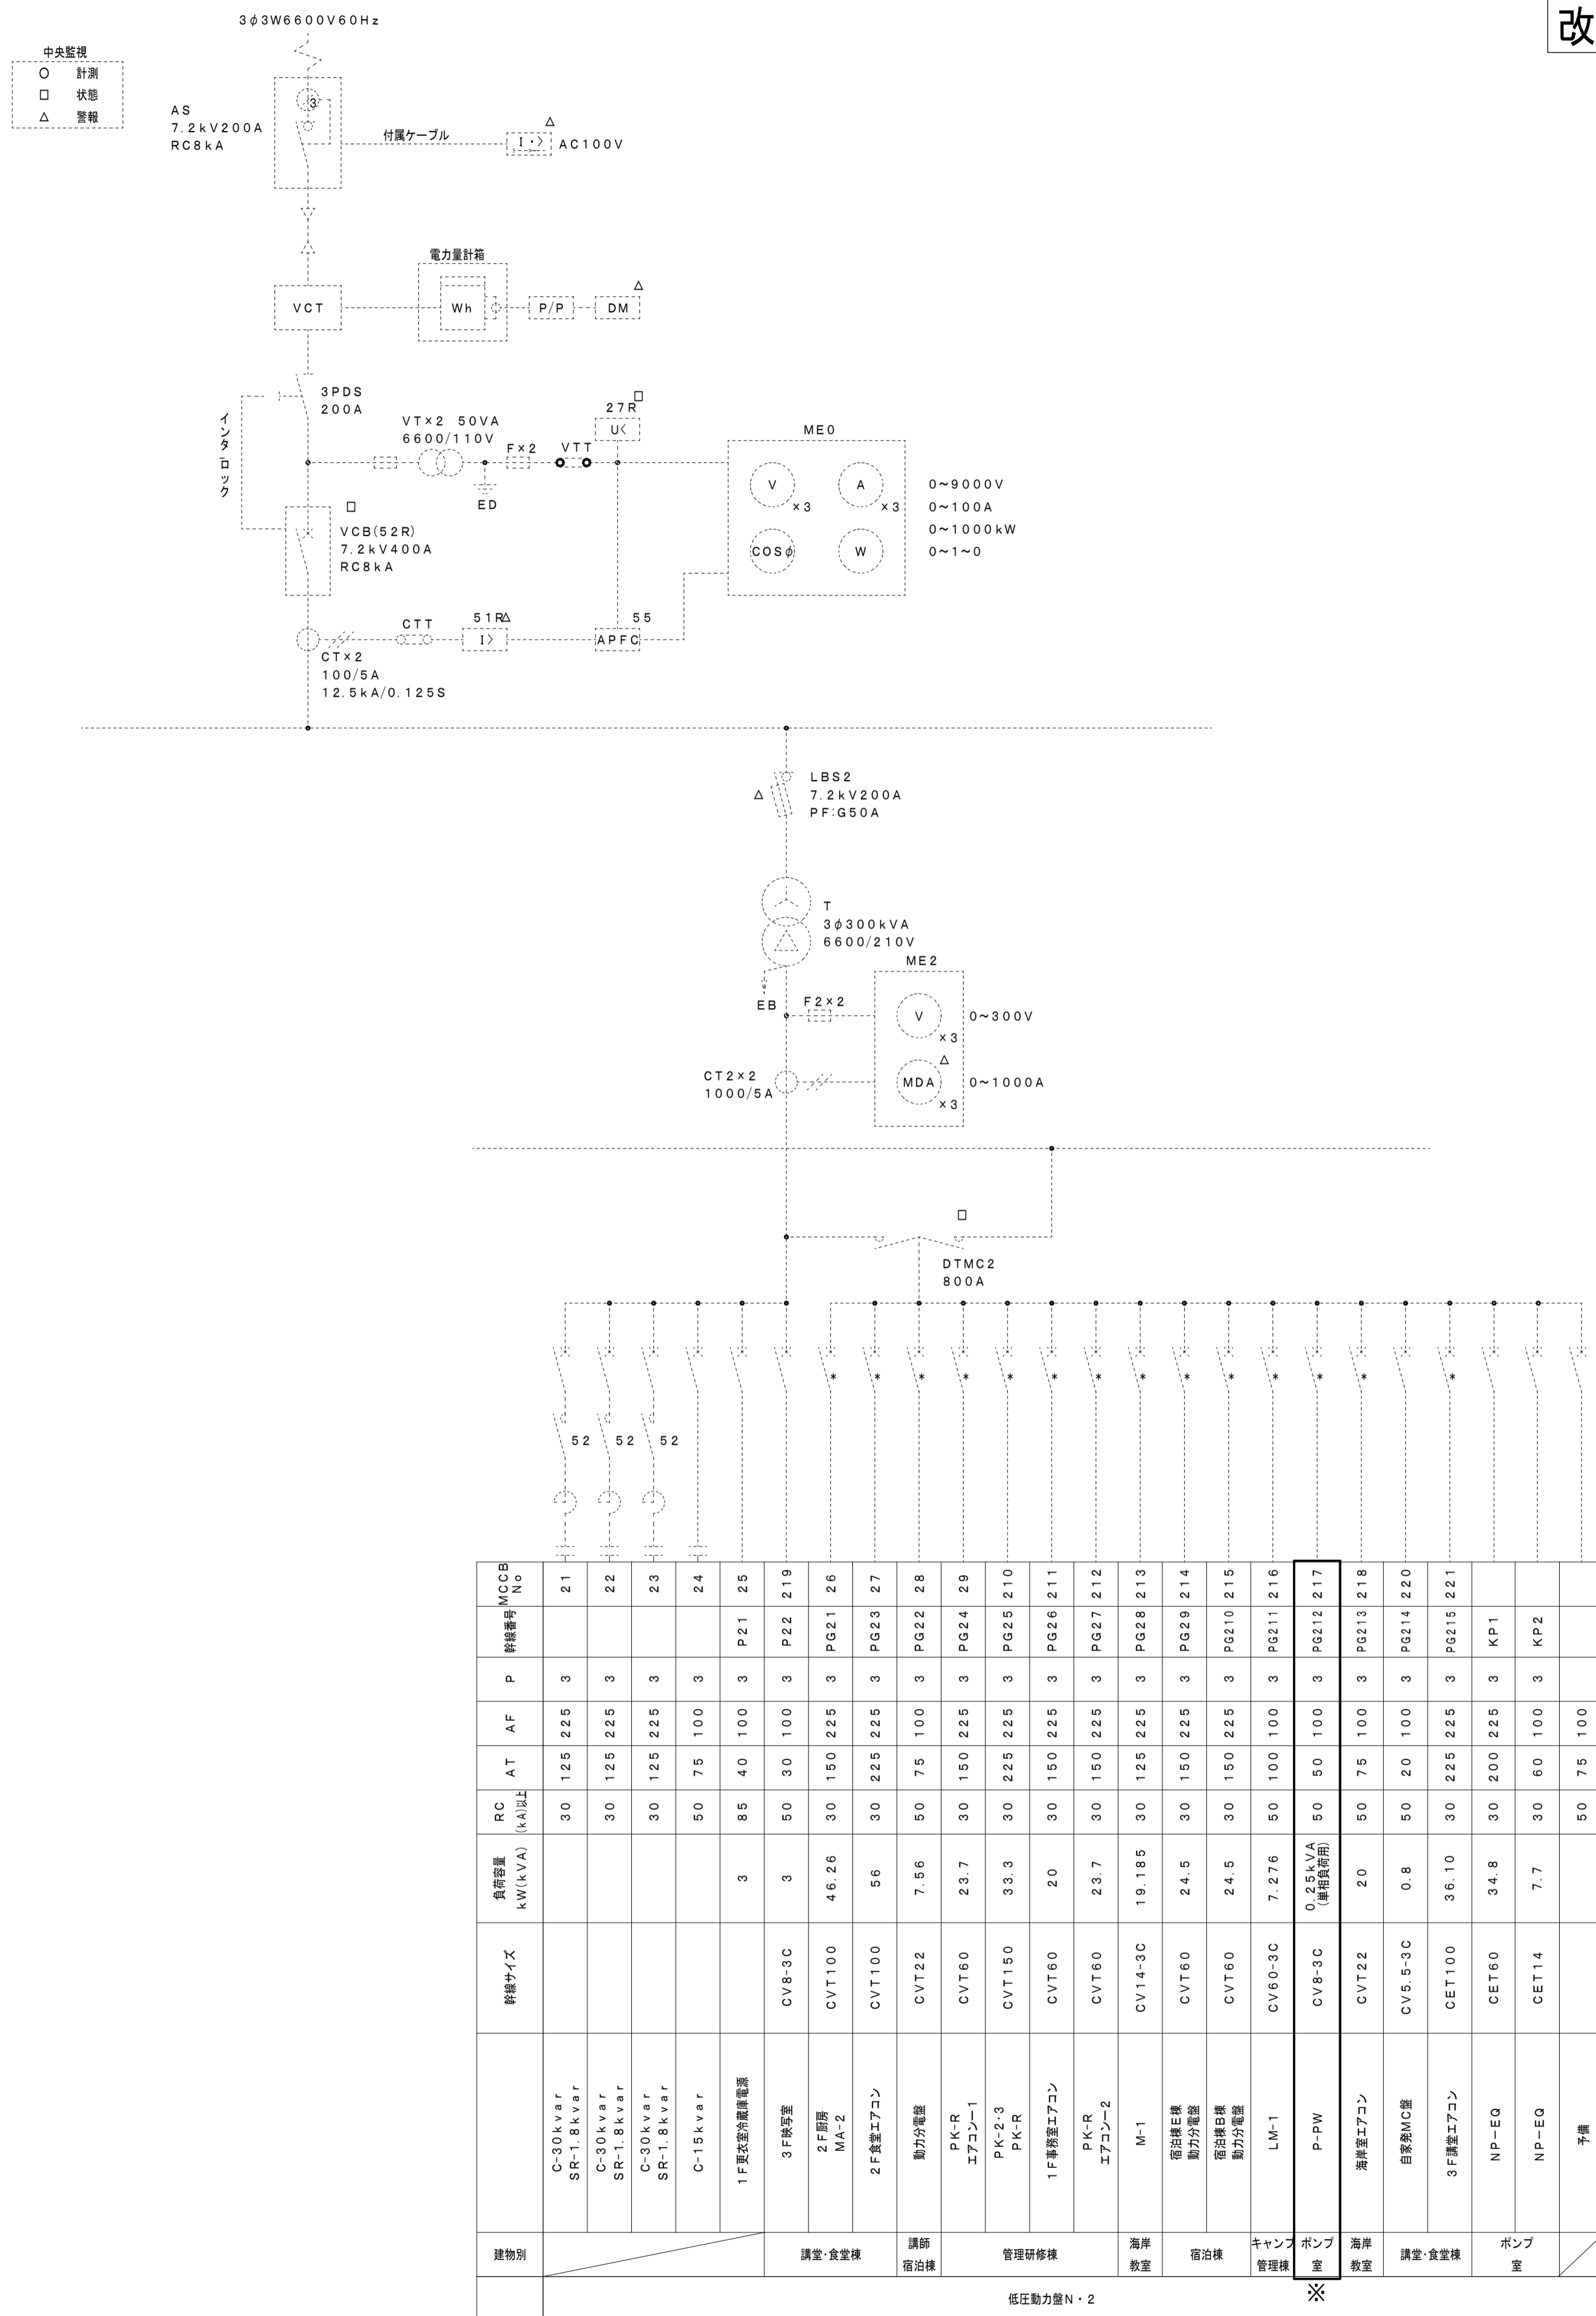 3φ3W6600V60Hz
改
中央監視
○ 計測
□ 状態
△ 警報
AS
7.2kV200A
RC8kA
3
付属ケーブル
△
I・>
AC100V
電力量計箱
VCT
Wh
P/P
DM
△
インターロック
3PDS
200A
VT×2 50VA
6600/110V
F×2
VTT
ED
27R
□
U<
ME0
V
×3
A
×3
COSφ
W
0~9000V
0~100A
0~1000kW
0~1~0
□
VCB(52R)
7.2kV400A
RC8kA
CTT
51R△
I>
55
APFC
CT×2
100/5A
12.5kA/0.125S
△
LBS2
7.2kV200A
PF:G50A
T
3φ300kVA
6600/210V
EB
F2×2
ME2
V
×3
0~300V
CT2×2
1000/5A
△
MDA
×3
0~1000A
□
DTMC2
800A
* * * * * * * * * * * * * *
52 52 52
MCCB No 21 22 23 24 25 219 26 27 28 29 210 211 212 213 214 215 216 217 218 220 221
幹線番号 P21 P22 PG21 PG23 PG22 PG24 PG25 PG26 PG27 PG28 PG29 PG210 PG211 PG212 PG213 PG214 PG215 KP1 KP2
P 3 3 3 3 3 3 3 3 3 3 3 3 3 3 3 3 3 3 3 3 3 3 3
AF 225 225 225 100 100 100 225 225 100 225 225 225 225 225 225 225 100 100 100 100 225 225 100 100
AT 125 125 125 75 40 30 150 225 75 150 225 150 150 125 150 150 100 50 75 20 225 200 60 75
RC (kA)以上 30 30 30 50 85 50 30 30 50 30 30 30 30 30 30 30 50 50 50 50 30 30 30 50
負荷容量 kW(kVA) 3 3 46.26 56 7.56 23.7 33.3 20 23.7 19.185 24.5 24.5 7.276 0.25kVA (単相負荷用) 20 0.8 36.10 34.8 7.7
幹線サイズ CV8-3C CVT100 CVT100 CVT22 CVT60 CVT150 CVT60 CVT60 CV14-3C CVT60 CVT60 CV60-3C CV8-3C CVT22 CV5.5-3C CET100 CET60 CET14
C-30kvar
SR-1.8kvar
C-30kvar
SR-1.8kvar
C-30kvar
SR-1.8kvar
C-15kvar
1F更衣室冷蔵庫電源
3F映写室
2F厨房
MA-2
2F食堂エアコン
動力分電盤
PK-R
エアコンー1
PK-2・3
PK-R
1F事務室エアコン
PK-R
エアコンー2
M-1
宿泊棟E棟
動力分電盤
宿泊棟B棟
動力分電盤
LM-1
P-PW
海岸室エアコン
自家発MC盤
3F講堂エアコン
NP-EQ
NP-EQ
予備
建物別
講堂・食堂棟
講師
宿泊棟
管理研修棟
海岸
教室
宿泊棟
キャンプ
管理棟
ポンプ
室
海岸
教室
講堂・食堂棟
ポンプ
室
低圧動力盤N・2
※